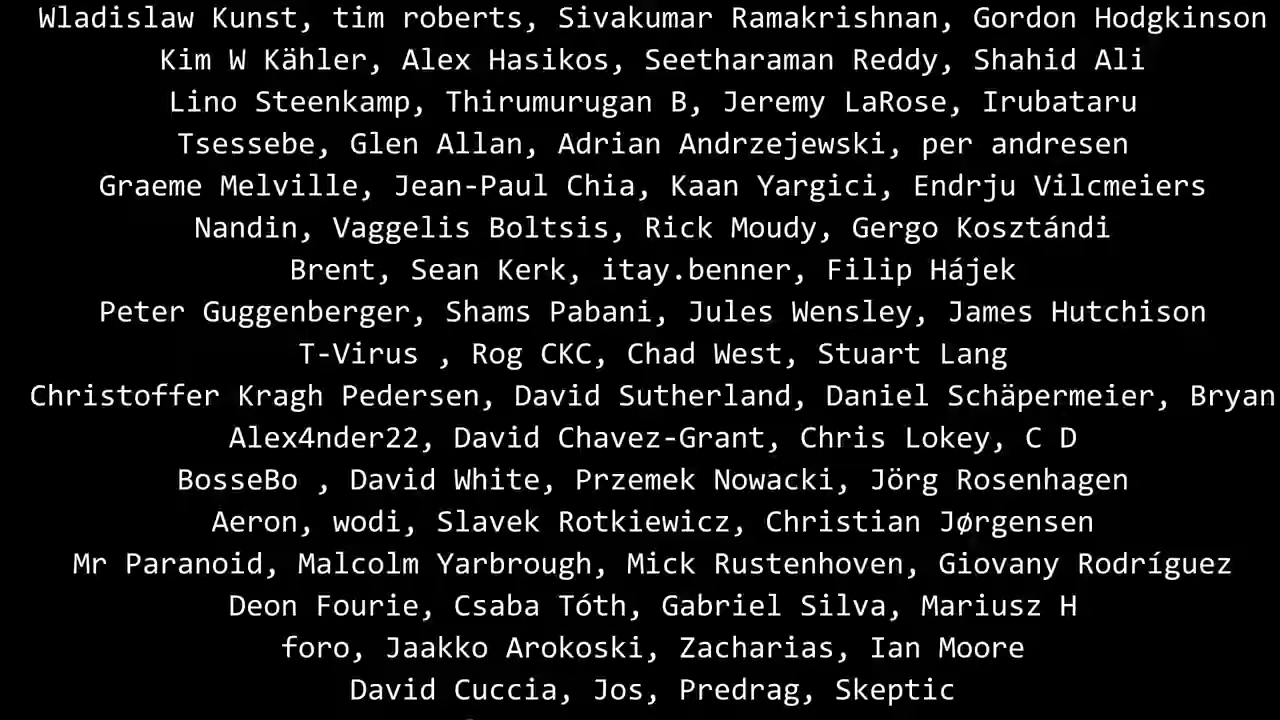 Wladislaw Kunst, tim roberts, Sivakumar Ramakrishnan, Gordon Hodgkinson
Kim W Kähler, Alex Hasikos, Seetharaman Reddy, Shahid Ali
Lino Steenkamp, Thirumurugan B, Jeremy LaRose, Irubataru
Tsessebe, Glen Allan, Adrian Andrzejewski, per andresen
Graeme Melville, Jean-Paul Chia, Kaan Yargici, Endrju Vilcmeiers
Nandin, Vaggelis Boltsis, Rick Moudy, Gergo Kosztándi
Brent, Sean Kerk, itay.benner, Filip Hájek
Peter Guggenberger, Shams Pabani, Jules Wensley, James Hutchison
T-Virus , Rog CKC, Chad West, Stuart Lang
Christoffer Kragh Pedersen, David Sutherland, Daniel Schäpermeier, Bryan
Alex4nder22, David Chavez-Grant, Chris Lokey, C D
BosseBo , David White, Przemek Nowacki, Jörg Rosenhagen
Aeron, wodi, Slavek Rotkiewicz, Christian Jørgensen
Mr Paranoid, Malcolm Yarbrough, Mick Rustenhoven, Giovany Rodríguez
Deon Fourie, Csaba Tóth, Gabriel Silva, Mariusz H
foro, Jaakko Arokoski, Zacharias, Ian Moore
David Cuccia, Jos, Predrag, Skeptic